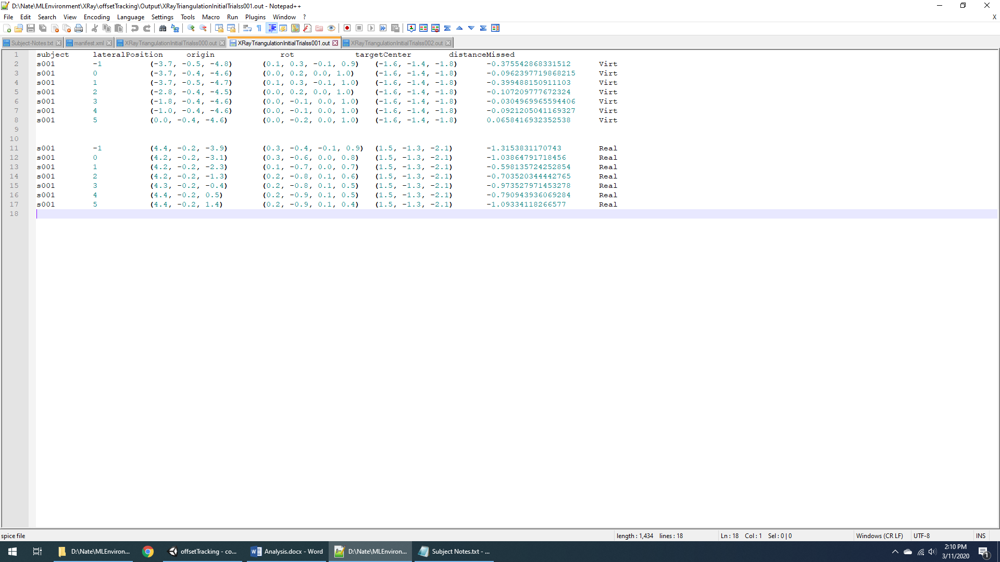 D:\Nate\MLEnvironment\XRay\offsetTracking\Output\XRayTriangulationInitialTrialss001.out - Notepad++
File Edit Search View Encoding Language Settings Tools Macro Run Plugins Window ? X
Subject-Notes.txt manifest.xml XRayTriangulationInitialTrialss000.out XRayTriangulationInitialTrialss001.out XRayTriangulationInitialTrialss002.out
1 subject lateralPosition origin rot targetCenter distanceMissed
2 s001 -1 (-3.7, -0.5, -4.8) (0.1, 0.3, -0.1, 0.9) (-1.6, -1.4, -1.8) -0.375542868331512 Virt
3 s001 0 (-3.7, -0.4, -4.6) (0.0, 0.2, 0.0, 1.0) (-1.6, -1.4, -1.8) -0.0962397719868215 Virt
4 s001 1 (-3.7, -0.5, -4.7) (0.1, 0.3, -0.1, 1.0) (-1.6, -1.4, -1.8) -0.399488150911103 Virt
5 s001 2 (-2.8, -0.4, -4.5) (0.0, 0.2, 0.0, 1.0) (-1.6, -1.4, -1.8) -0.107209777672324 Virt
6 s001 3 (-1.8, -0.4, -4.6) (0.0, -0.1, 0.0, 1.0) (-1.6, -1.4, -1.8) -0.0304969965594406 Virt
7 s001 4 (-1.0, -0.4, -4.6) (0.0, -0.1, 0.0, 1.0) (-1.6, -1.4, -1.8) -0.0921205041169327 Virt
8 s001 5 (0.0, -0.4, -4.6) (0.0, -0.2, 0.0, 1.0) (-1.6, -1.4, -1.8) 0.0658416932352538 Virt
9
10
11 s001 -1 (4.4, -0.2, -3.9) (0.3, -0.4, -0.1, 0.9) (1.5, -1.3, -2.1) -1.3153831170743 Real
12 s001 0 (4.2, -0.2, -3.1) (0.3, -0.6, 0.0, 0.8) (1.5, -1.3, -2.1) -1.03864791718456 Real
13 s001 1 (4.2, -0.2, -2.3) (0.1, -0.7, 0.0, 0.7) (1.5, -1.3, -2.1) -0.598135724252854 Real
14 s001 2 (4.2, -0.2, -1.3) (0.2, -0.8, 0.1, 0.6) (1.5, -1.3, -2.1) -0.703520344442765 Real
15 s001 3 (4.3, -0.2, -0.4) (0.2, -0.8, 0.1, 0.5) (1.5, -1.3, -2.1) -0.973527971453278 Real
16 s001 4 (4.4, -0.2, 0.5) (0.2, -0.9, 0.1, 0.5) (1.5, -1.3, -2.1) -0.790943936069284 Real
17 s001 5 (4.4, -0.2, 1.4) (0.2, -0.9, 0.1, 0.4) (1.5, -1.3, -2.1) -1.09334118266577 Real
18
spice file length : 1,434 lines : 18 Ln : 18 Col : 1 Sel : 0 | 0 Windows (CR LF) UTF-8 INS
D:\Nate\MLEnviron... offsetTracking - co... Analysis.docx - Word D:\Nate\MLEnviron... Subject Notes.txt - ... 2:10 PM
3/11/2020 1